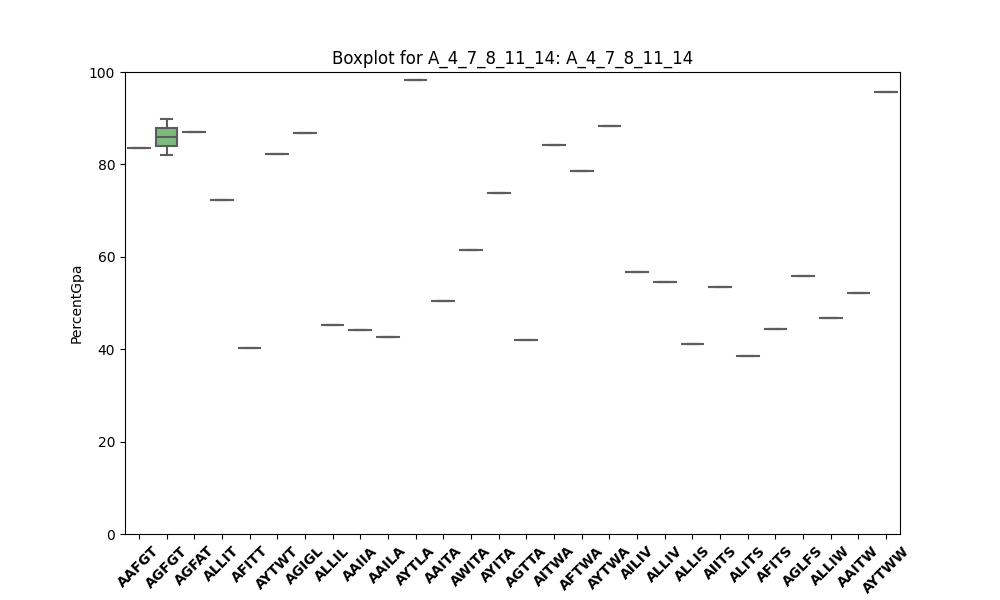 Boxplot for A_4_7_8_11_14: A_4_7_8_11_14
PercentGpa
100
80
60
40
20
0
AAFGT
AGFGT
AGFAT
ALLIT
AFITT
AYTWT
AGIGL
ALLIL
AAIIA
AAILA
AYTLA
AAITA
AWITA
AYITA
AGTTA
AITWA
AFTWA
AYTWA
AILIV
ALLIV
ALLIS
AIITS
ALITS
AFITS
AGLFS
ALLIW
AAITW
AYTWW